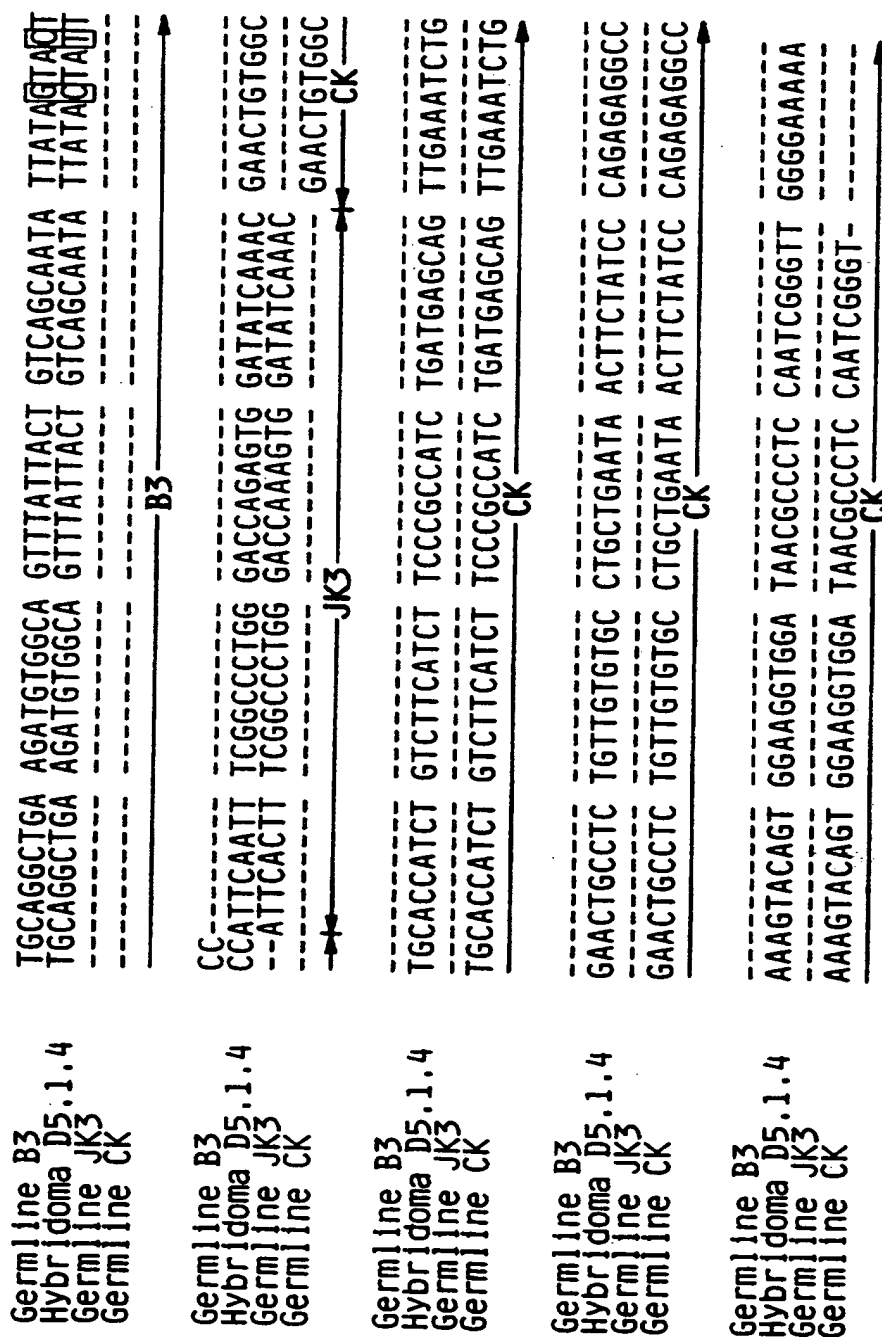 Germline B3 TGCAGGCTGA AGATGTGGCA GTTTATTACT GTCAGCAATA TTATAGTACT
Hybridoma D5.1.4 TGCAGGCTGA AGATGTGGCA GTTTATTACT GTCAGCAATA TTATACTATT
Germline JK3 ---------- ---------- ---------- ---------- ----------
Germline CK ---------- ---------- ---------- ---------- ----------
B3
Germline B3 CC-------- ---------- ---------- ---------- ----------
Hybridoma D5.1.4 CCATTCAATT TCGGCCCTGG GACCAGAGTG GATATCAAAC GAACTGTGGC
Germline JK3 --ATTCACTT TCGGCCCTGG GACCAAAGTG GATATCAAAC ----------
Germline CK ---------- ---------- ---------- ---------- GAACTGTGGC
JK3 CK
Germline B3 ---------- ---------- ---------- ---------- ----------
Hybridoma D5.1.4 TGCACCATCT GTCTTCATCT TCCCGCCATC TGATGAGCAG TTGAAATCTG
Germline JK3 ---------- ---------- ---------- ---------- ----------
Germline CK TGCACCATCT GTCTTCATCT TCCCGCCATC TGATGAGCAG TTGAAATCTG
CK
Germline B3 ---------- ---------- ---------- ---------- ----------
Hybridoma D5.1.4 GAACTGCCTC TGTTGTGTGC CTGCTGAATA ACTTCTATCC CAGAGAGGCC
Germline JK3 ---------- ---------- ---------- ---------- ----------
Germline CK GAACTGCCTC TGTTGTGTGC CTGCTGAATA ACTTCTATCC CAGAGAGGCC
CK
Germline B3 ---------- ---------- ---------- ---------- ---------
Hybridoma D5.1.4 AAAGTACAGT GGAAGGTGGA TAACGCCCTC CAATCGGGTT GGGGAAAAA
Germline JK3 ---------- ---------- ---------- ---------- ---------
Germline CK AAAGTACAGT GGAAGGTGGA TAACGCCCTC CAATCGGGT- ---------
CK